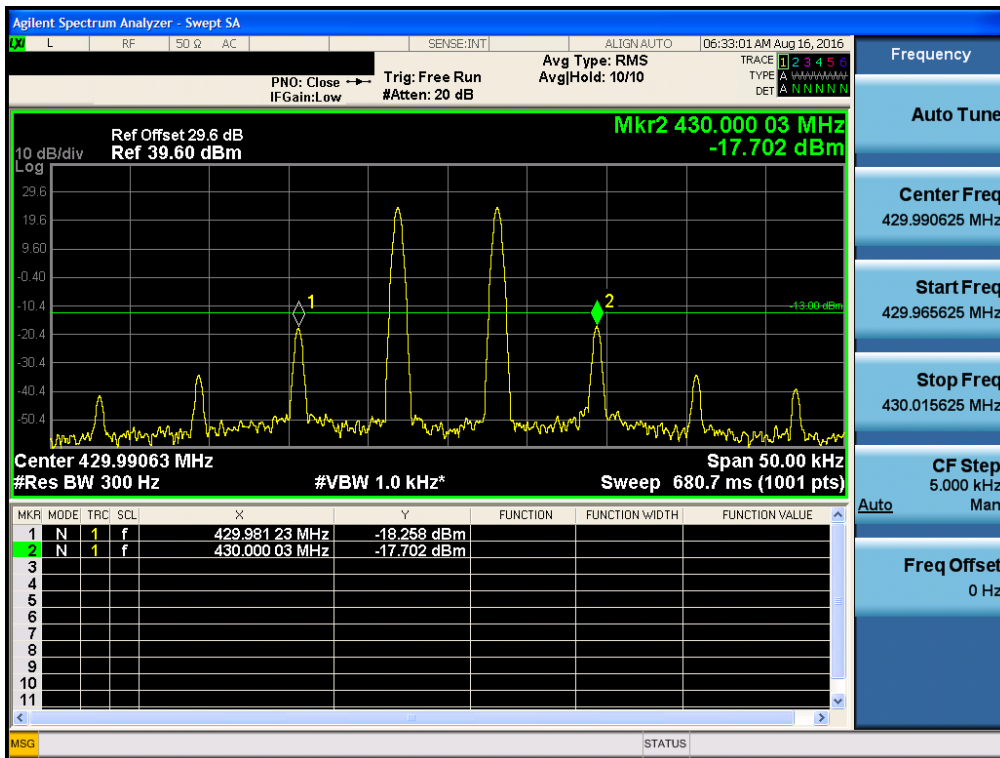 Agilent Spectrum Analyzer - Swept SA
LXI L RF 50 Ω AC SENSE:INT ALIGN AUTO 06:33:01 AM Aug 16, 2016
PNO: Close
IFGain:Low
Trig: Free Run
#Atten: 20 dB
Avg Type: RMS
Avg|Hold: 10/10
TRACE 1 2 3 4 5 6
TYPE A
DET A N N N N N
Mkr2 430.000 03 MHz
-17.702 dBm
Ref Offset 29.6 dB
10 dB/div Ref 39.60 dBm
Log
29.6
19.6
9.60
-0.40
-10.4
-20.4
-30.4
-40.4
-50.4
1
2
-13.00 dBm
Center 429.99063 MHz Span 50.00 kHz
#Res BW 300 Hz #VBW 1.0 kHz* Sweep 680.7 ms (1001 pts)
MKR MODE TRC SCL X Y FUNCTION FUNCTION WIDTH FUNCTION VALUE
1 N 1 f 429.981 23 MHz -18.258 dBm
2 N 1 f 430.000 03 MHz -17.702 dBm
3
4
5
6
7
8
9
10
11
MSG STATUS
Frequency
Auto Tune
Center Freq
429.990625 MHz
Start Freq
429.965625 MHz
Stop Freq
430.015625 MHz
CF Step
5.000 kHz
Auto Man
Freq Offset
0 Hz